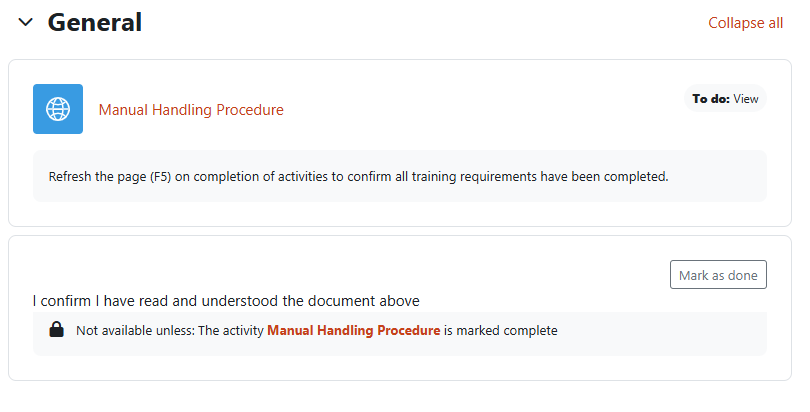 General
Collapse all
Manual Handling Procedure
To do: View
Refresh the page (F5) on completion of activities to confirm all training requirements have been completed.
Mark as done
I confirm I have read and understood the document above
Not available unless: The activity Manual Handling Procedure is marked complete